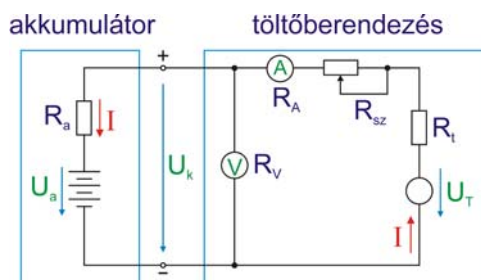 akkumulátor töltőberendezés
+
A
R_A
R_sz
R_a
I
R_t
U_a
U_k
V
R_V
U_T
I
−